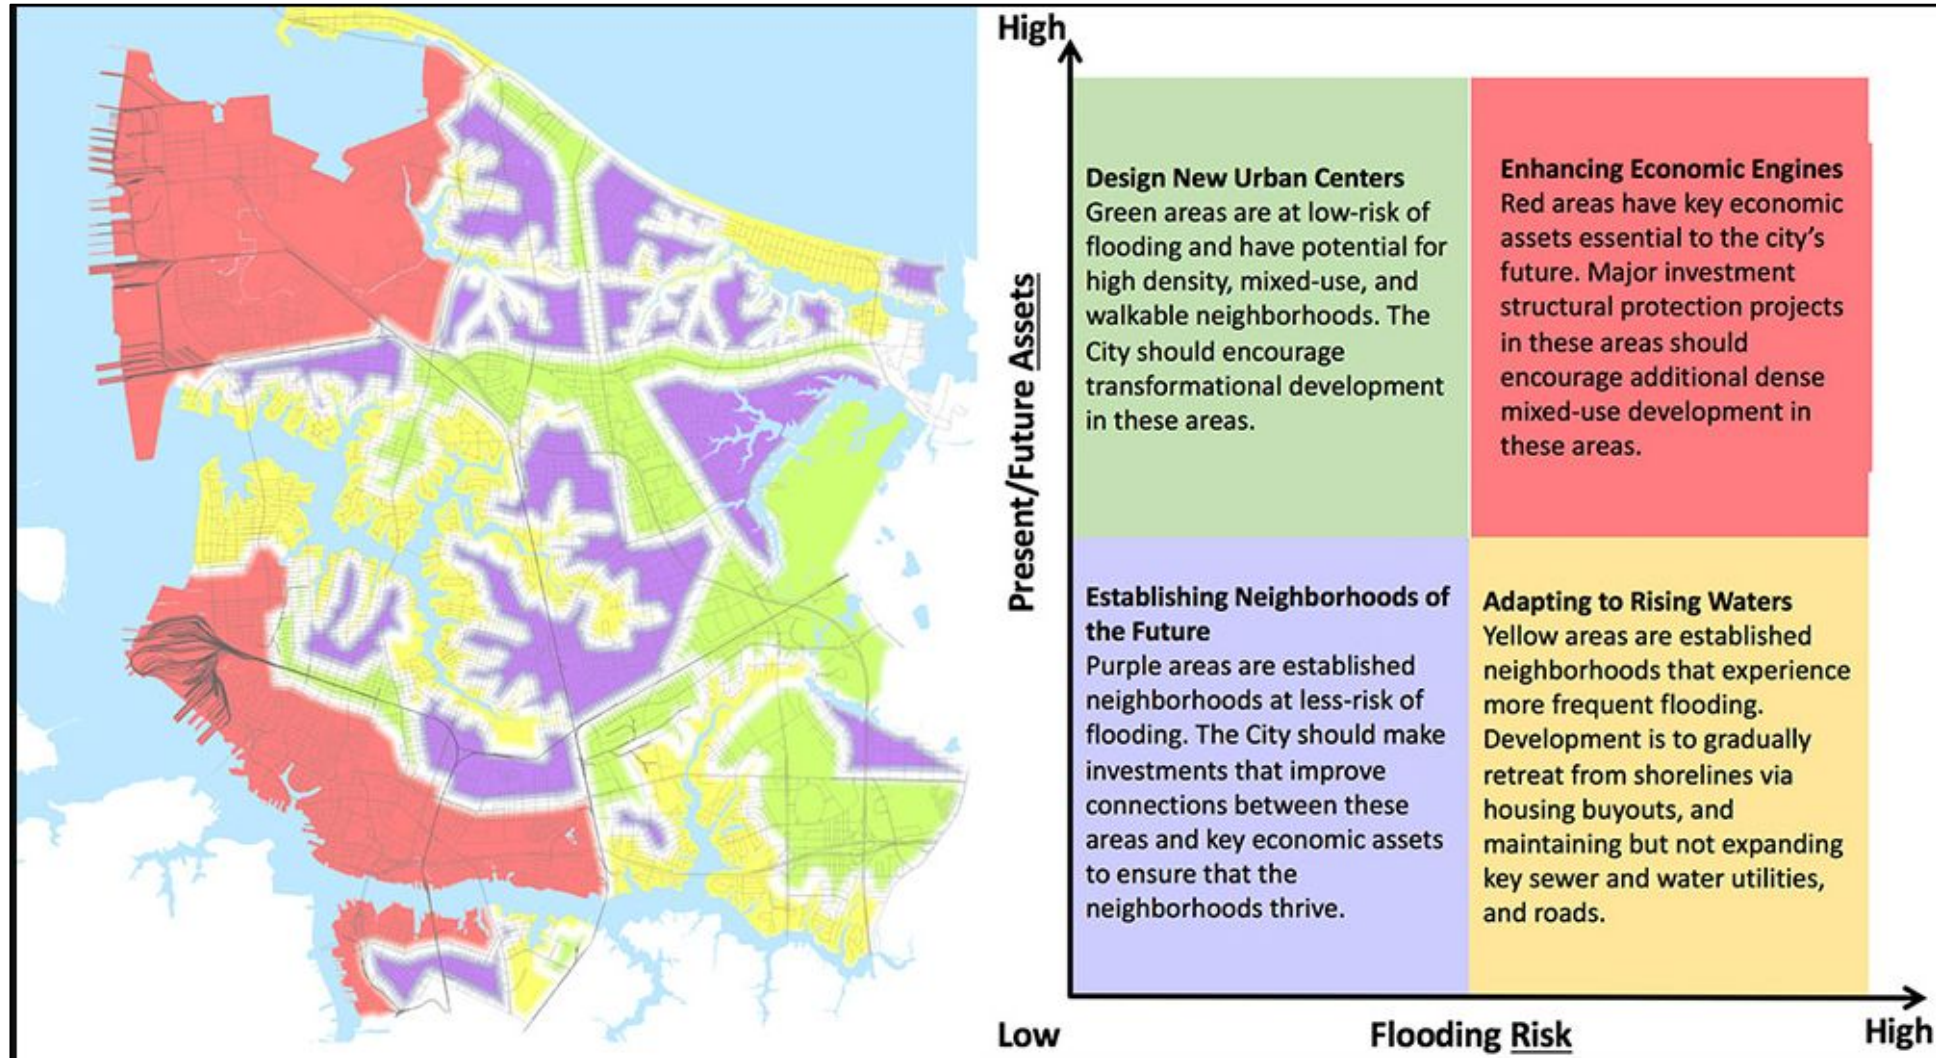 High
Design New Urban Centers
Green areas are at low-risk of
flooding and have potential for
high density, mixed-use, and
walkable neighborhoods. The
City should encourage
transformational development
in these areas.
Enhancing Economic Engines
Red areas have key economic
assets essential to the city's
future. Major investment
structural protection projects
in these areas should
encourage additional dense
mixed-use development in
these areas.
Present/Future Assets
Establishing Neighborhoods of
the Future
Purple areas are established
neighborhoods at less-risk of
flooding. The City should make
investments that improve
connections between these
areas and key economic assets
to ensure that the
neighborhoods thrive.
Adapting to Rising Waters
Yellow areas are established
neighborhoods that experience
more frequent flooding.
Development is to gradually
retreat from shorelines via
housing buyouts, and
maintaining but not expanding
key sewer and water utilities,
and roads.
Low
Flooding Risk
High